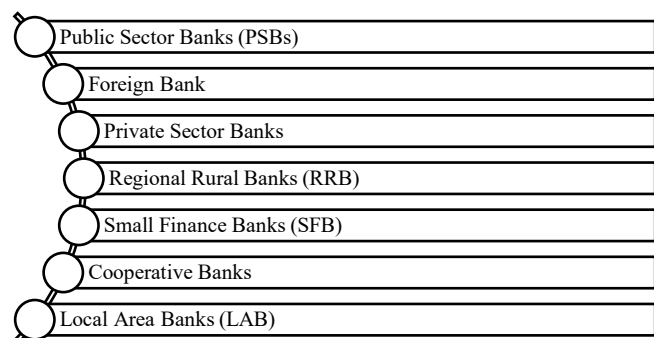 Public Sector Banks (PSBs)
Foreign Bank
Private Sector Banks
Regional Rural Banks (RRB)
Small Finance Banks (SFB)
Cooperative Banks
Local Area Banks (LAB)